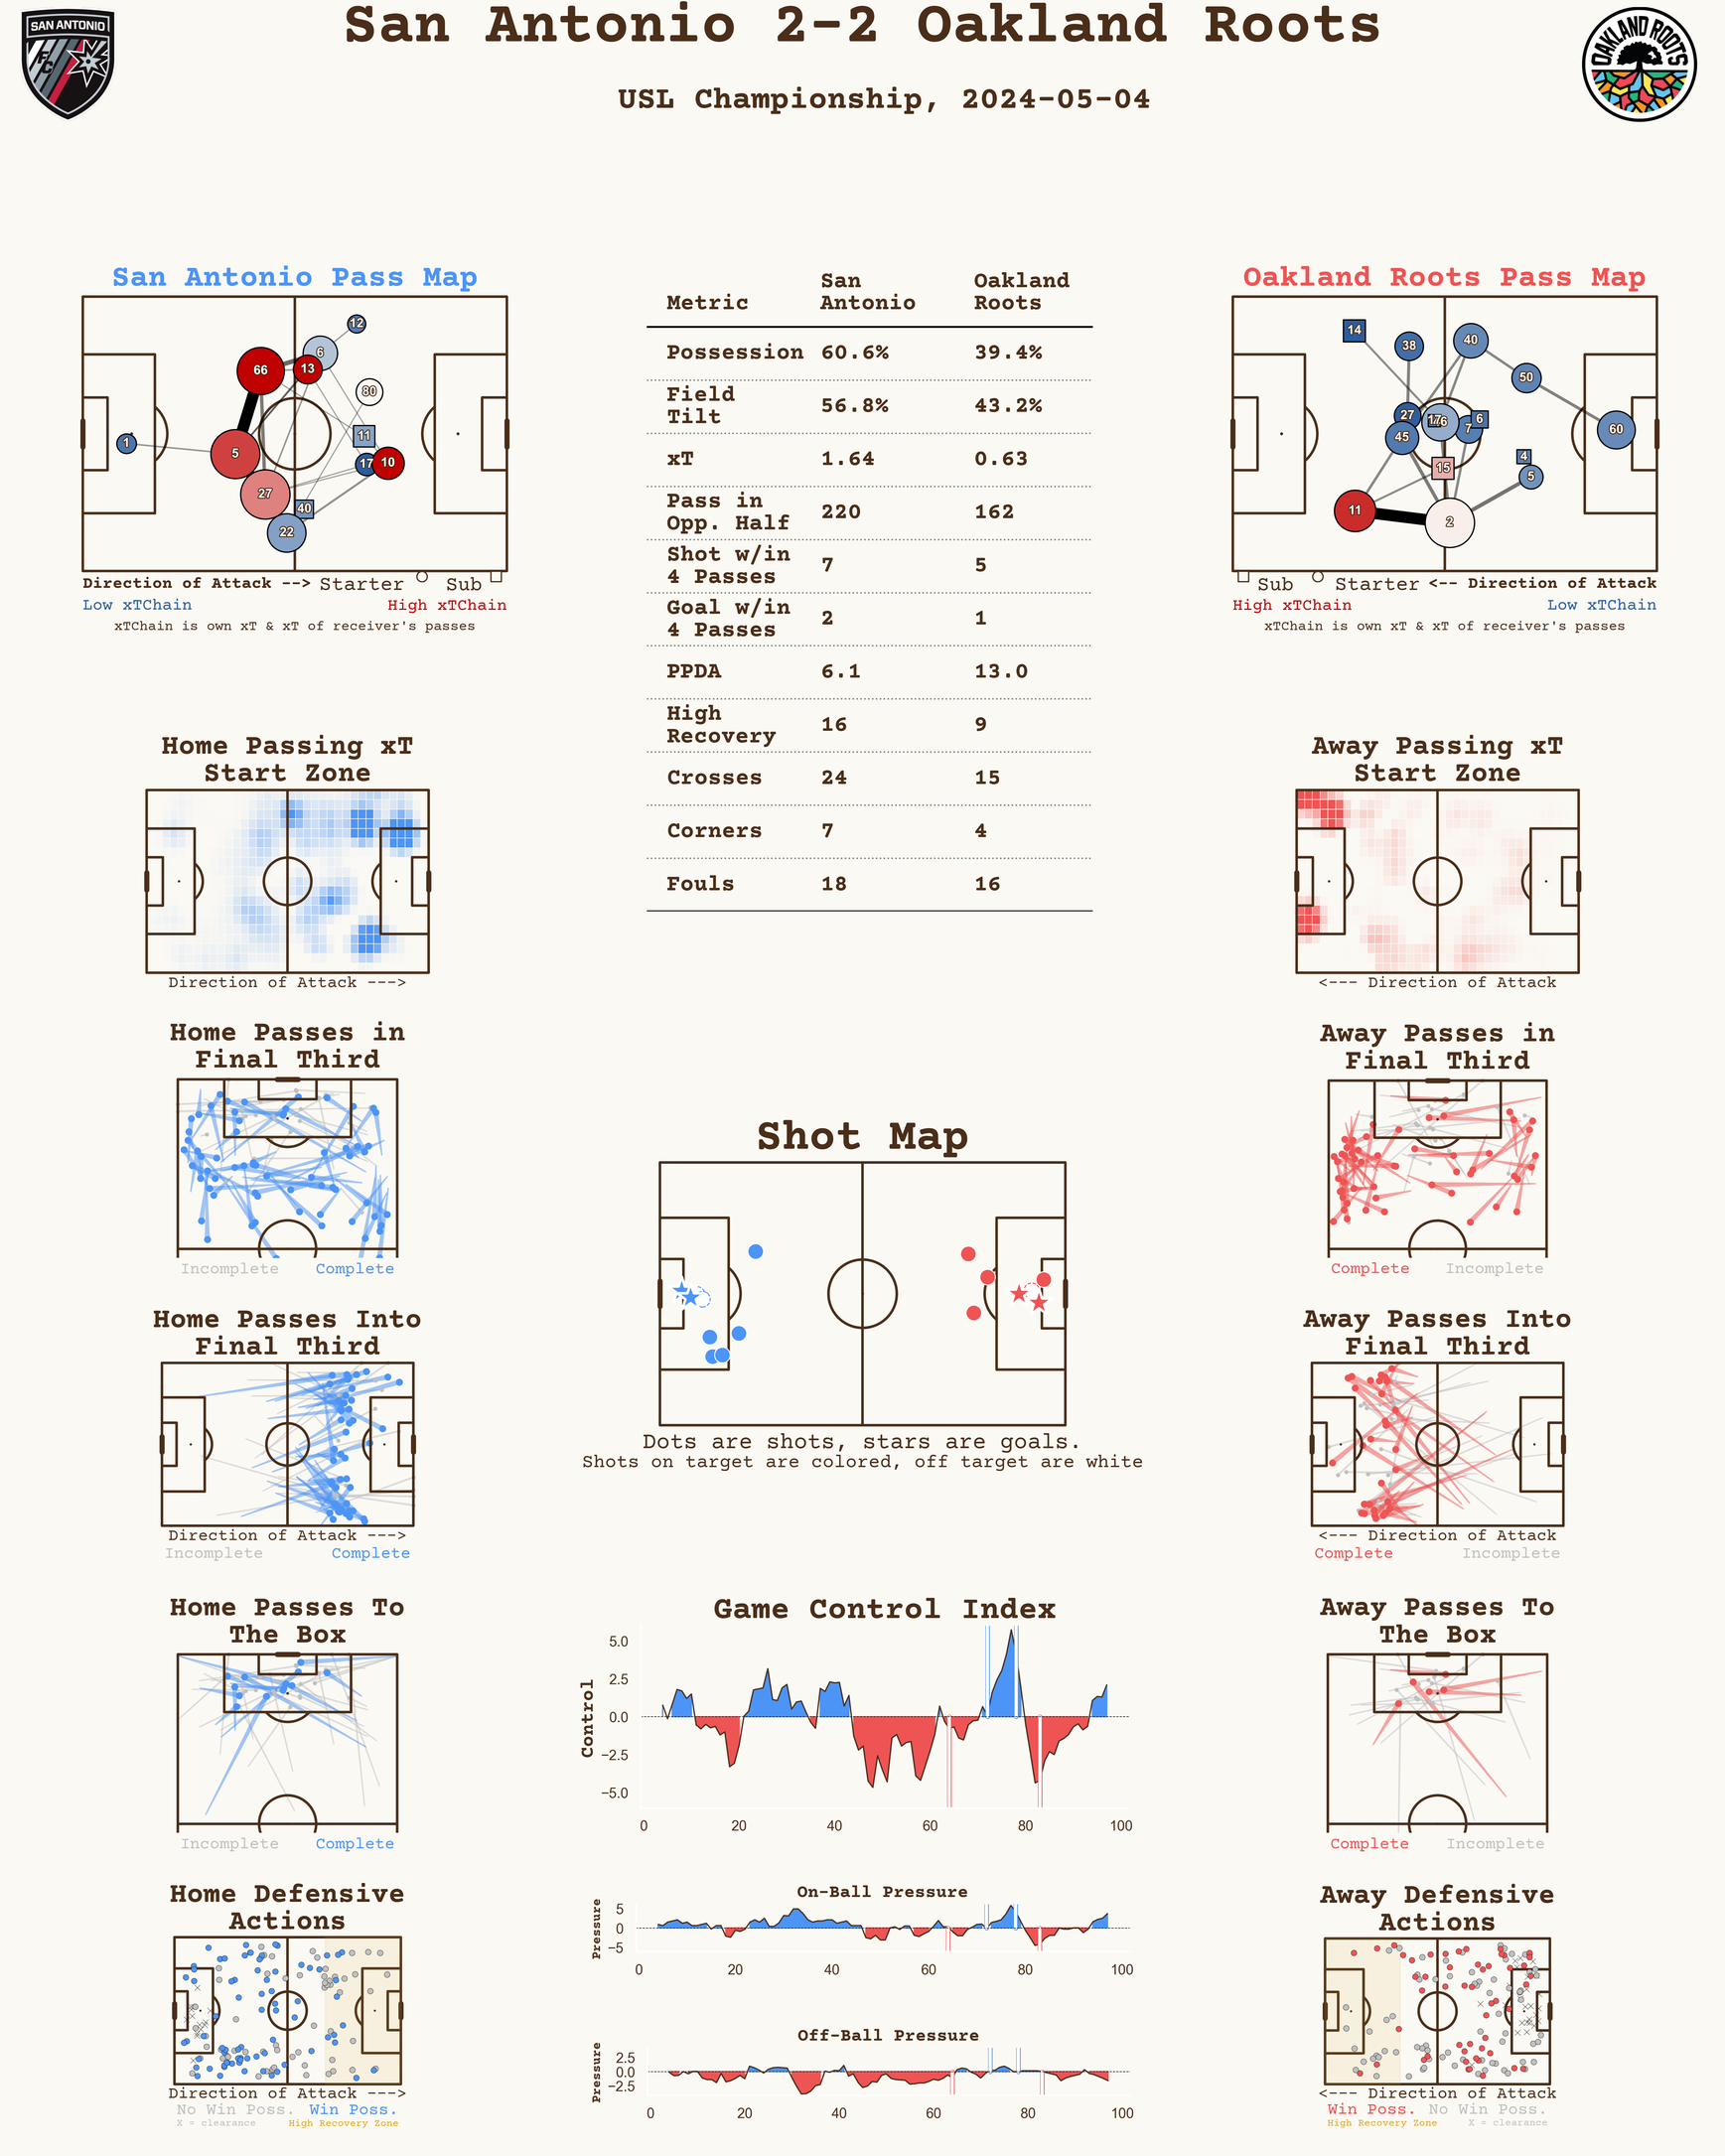 San Antonio 2-2 Oakland Roots
USL Championship, 2024-05-04
SAN ANTONIO
FC
OAKLAND ROOTS
San Antonio Pass Map
12
6
66
13
80
1
5
11
17
10
27
40
22
Direction of Attack --> Starter Sub
Low xTChain High xTChain
xTChain is own xT & xT of receiver's passes
Metric San Antonio Oakland Roots
Possession 60.6% 39.4%
Field Tilt 56.8% 43.2%
xT 1.64 0.63
Pass in Opp. Half 220 162
Shot w/in 4 Passes 7 5
Goal w/in 4 Passes 2 1
PPDA 6.1 13.0
High Recovery 16 9
Crosses 24 15
Corners 7 4
Fouls 18 16
Oakland Roots Pass Map
14
38
40
50
27
17
7
6
60
45
15
4
5
11
2
Sub Starter <-- Direction of Attack
High xTChain Low xTChain
xTChain is own xT & xT of receiver's passes
Home Passing xT
Start Zone
Direction of Attack --->
Away Passing xT
Start Zone
<--- Direction of Attack
Home Passes in
Final Third
Incomplete Complete
Away Passes in
Final Third
Complete Incomplete
Shot Map
Dots are shots, stars are goals.
Shots on target are colored, off target are white
Home Passes Into
Final Third
Direction of Attack --->
Incomplete Complete
Away Passes Into
Final Third
<--- Direction of Attack
Complete Incomplete
Home Passes To
The Box
Incomplete Complete
Game Control Index
Control
5.0
2.5
0.0
−2.5
−5.0
0 20 40 60 80 100
Away Passes To
The Box
Complete Incomplete
Home Defensive
Actions
Direction of Attack --->
No Win Poss. Win Poss.
X = clearance High Recovery Zone
On-Ball Pressure
Pressure
5
0
−5
0 20 40 60 80 100
Off-Ball Pressure
Pressure
2.5
0.0
−2.5
0 20 40 60 80 100
Away Defensive
Actions
<--- Direction of Attack
Win Poss. No Win Poss.
High Recovery Zone X = clearance